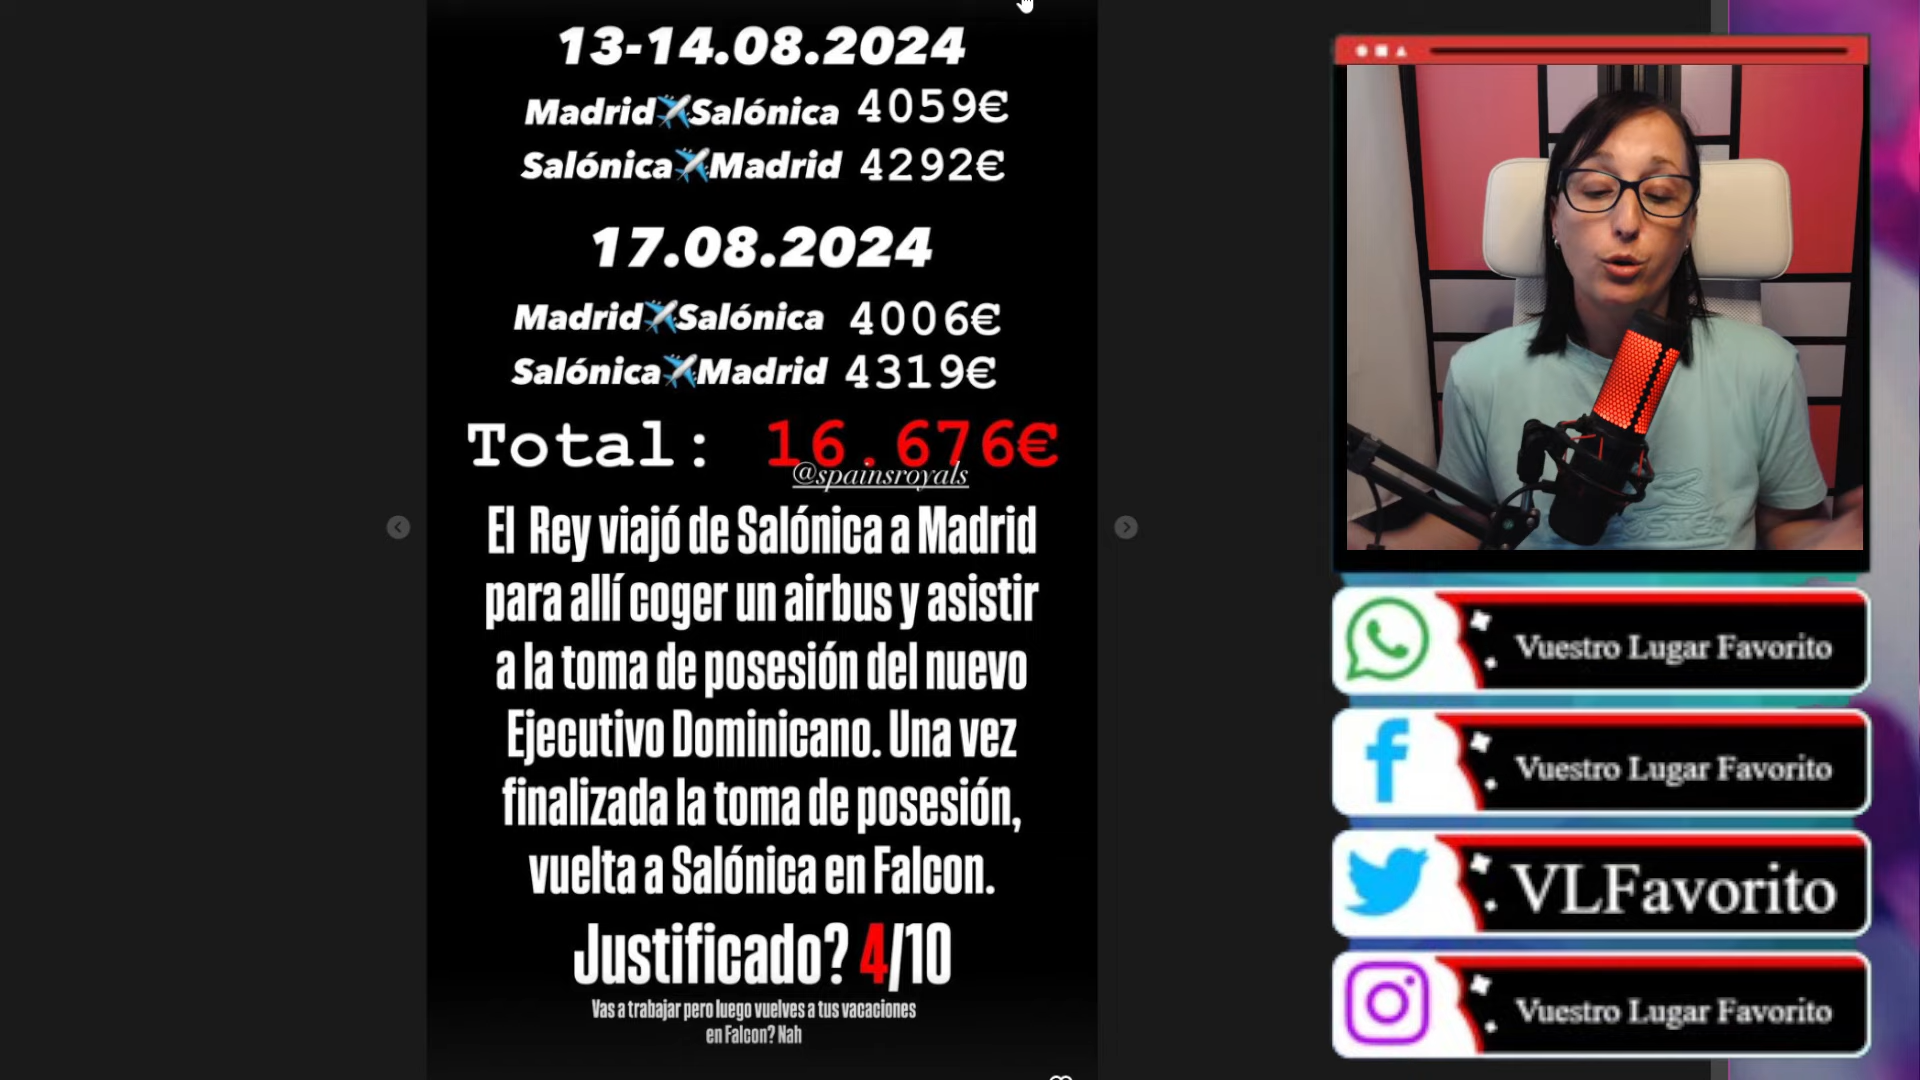 13-14.08.2024
Madrid✈Salónica 4059€
Salónica✈Madrid 4292€
17.08.2024
Madrid✈Salónica 4006€
Salónica✈Madrid 4319€
Total: 16.676€
@spainsroyals
El Rey viajó de Salónica a Madrid
para allí coger un airbus y asistir
a la toma de posesión del nuevo
Ejecutivo Dominicano. Una vez
finalizada la toma de posesión,
vuelta a Salónica en Falcon.
Justificado? 4/10
Vas a trabajar pero luego vuelves a tus vacaciones
en Falcon? Nah
Vuestro Lugar Favorito
Vuestro Lugar Favorito
VLFavorito
Vuestro Lugar Favorito